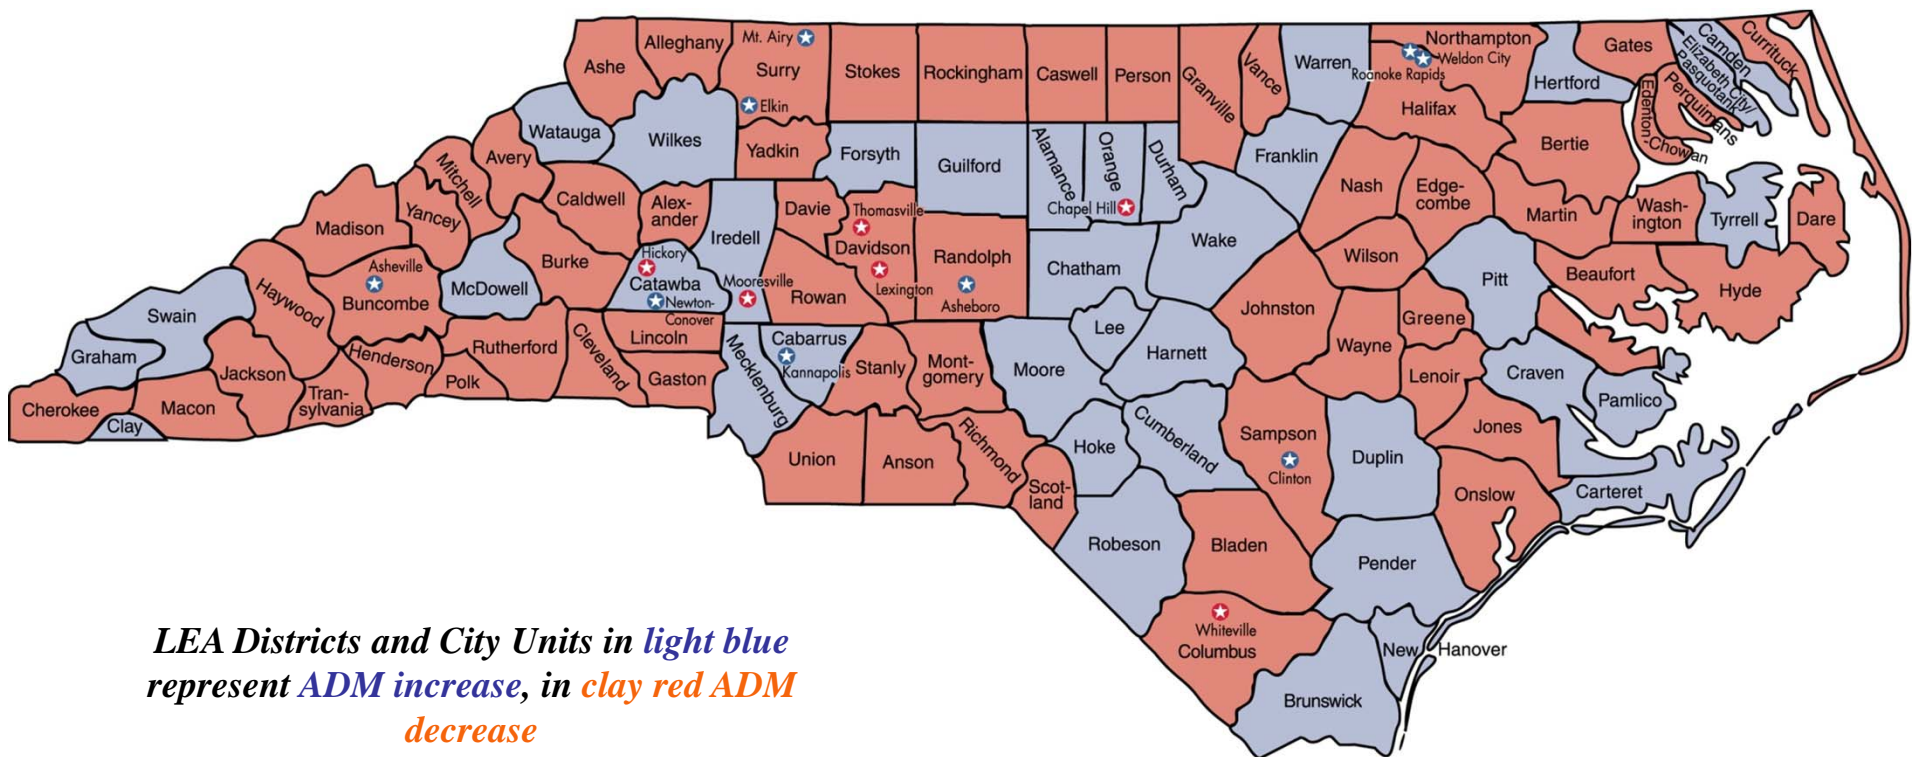 Ashe
Alleghany
Mt. Airy
Surry
Elkin
Stokes
Rockingham
Caswell
Person
Granville
Vance
Warren
Northampton
Roanoke Rapids
Weldon City
Halifax
Hertford
Gates
Camden
Elizabeth City/
Pasquotank
Currituck
Perquimans
Edenton/
Chowan
Watauga
Wilkes
Yadkin
Forsyth
Guilford
Alamance
Orange
Chapel Hill
Durham
Franklin
Nash
Edge-
combe
Bertie
Martin
Wash-
ington
Tyrrell
Dare
Mitchell
Avery
Yancey
Madison
Caldwell
Alex-
ander
Iredell
Davie
Thomasville
Davidson
Lexington
Randolph
Asheboro
Chatham
Wake
Wilson
Pitt
Beaufort
Hyde
Haywood
Asheville
Buncombe
McDowell
Burke
Hickory
Catawba
Newton-
Conover
Mooresville
Rowan
Johnston
Greene
Wayne
Lenoir
Craven
Pamlico
Swain
Graham
Cherokee
Clay
Macon
Jackson
Tran-
sylvania
Henderson
Polk
Rutherford
Cleveland
Lincoln
Gaston
Mecklenburg
Cabarrus
Kannapolis
Stanly
Mont-
gomery
Moore
Lee
Harnett
Union
Anson
Richmond
Scot-
land
Hoke
Cumberland
Sampson
Clinton
Duplin
Jones
Onslow
Carteret
Robeson
Bladen
Pender
Whiteville
Columbus
New Hanover
Brunswick
LEA Districts and City Units in light blue
represent ADM increase, in clay red ADM
decrease